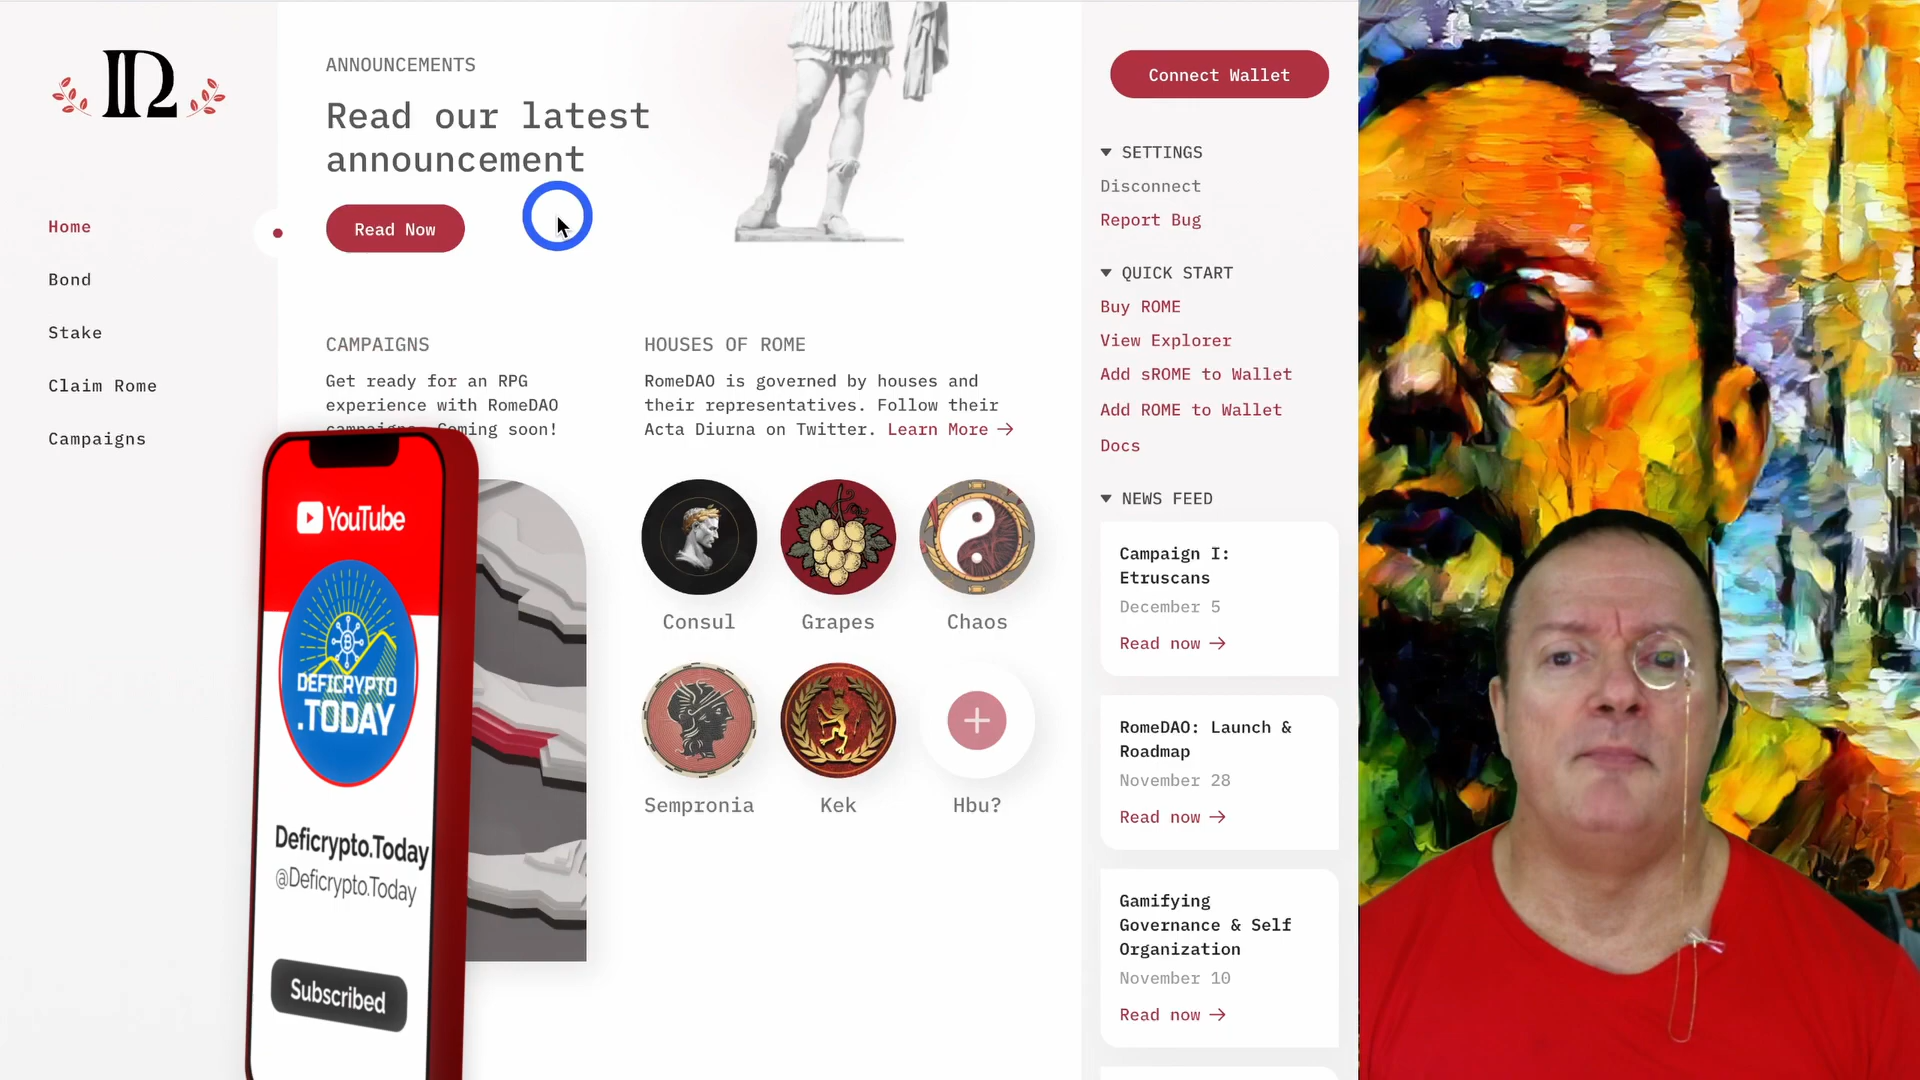 Home
Bond
Stake
Claim Rome
Campaigns
ANNOUNCEMENTS
Read our latest
announcement
Read Now
CAMPAIGNS
Get ready for an RPG
experience with RomeDAO
campaigns. Coming soon!
HOUSES OF ROME
RomeDAO is governed by houses and
their representatives. Follow their
Acta Diurna on Twitter. Learn More →
Consul
Grapes
Chaos
Sempronia
Kek
Hbu?
YouTube
DEFICRYPTO
.TODAY
Deficrypto.Today
@Deficrypto.Today
Subscribed
Connect Wallet
SETTINGS
Disconnect
Report Bug
QUICK START
Buy ROME
View Explorer
Add sROME to Wallet
Add ROME to Wallet
Docs
NEWS FEED
Campaign I:
Etruscans
December 5
Read now →
RomeDAO: Launch &
Roadmap
November 28
Read now →
Gamifying
Governance & Self
Organization
November 10
Read now →